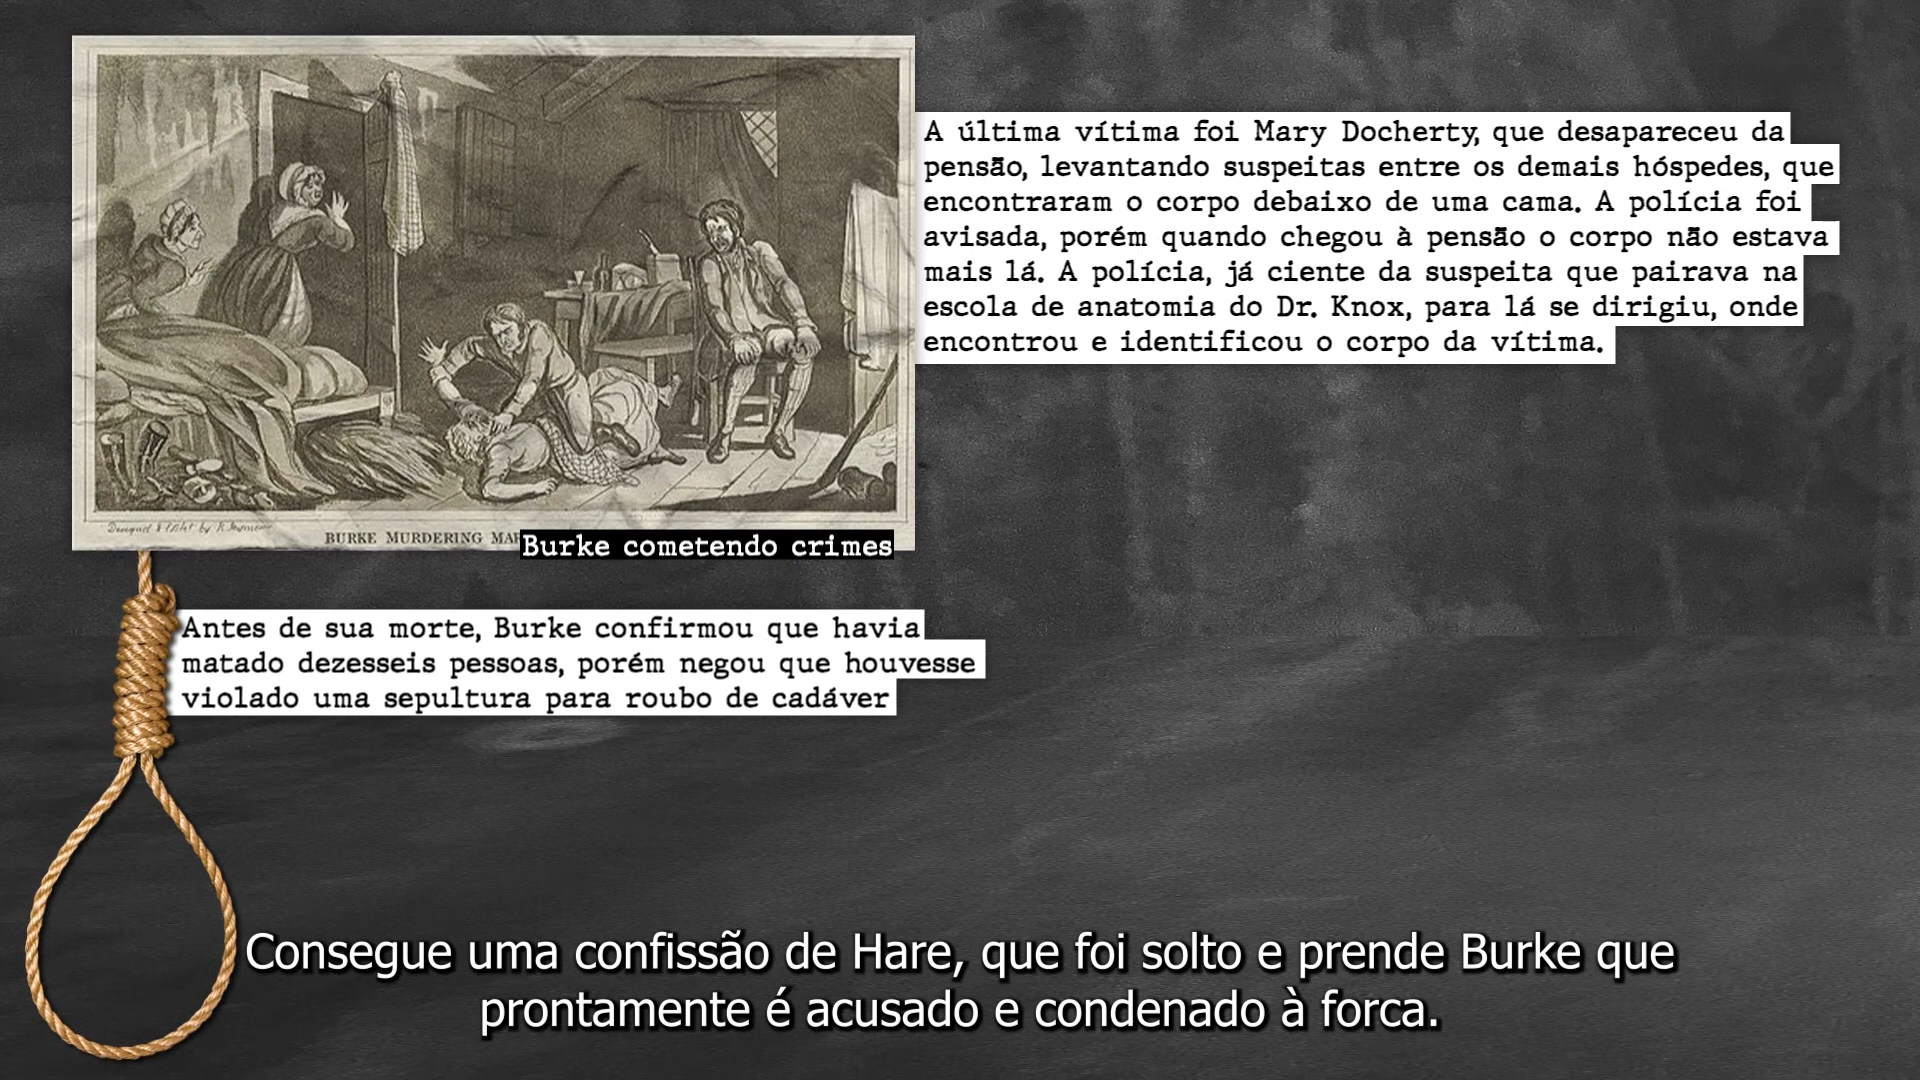 A última vítima foi Mary Docherty, que desapareceu da
pensão, levantando suspeitas entre os demais hóspedes, que
encontraram o corpo debaixo de uma cama. A polícia foi
avisada, porém quando chegou à pensão o corpo não estava
mais lá. A polícia, já ciente da suspeita que pairava na
escola de anatomia do Dr. Knox, para lá se dirigiu, onde
encontrou e identificou o corpo da vítima.
BURKE MURDERING
Burke cometendo crimes
Antes de sua morte, Burke confirmou que havia
matado dezesseis pessoas, porém negou que houvesse
violado uma sepultura para roubo de cadáver
Consegue uma confissão de Hare, que foi solto e prende Burke que
prontamente é acusado e condenado à forca.